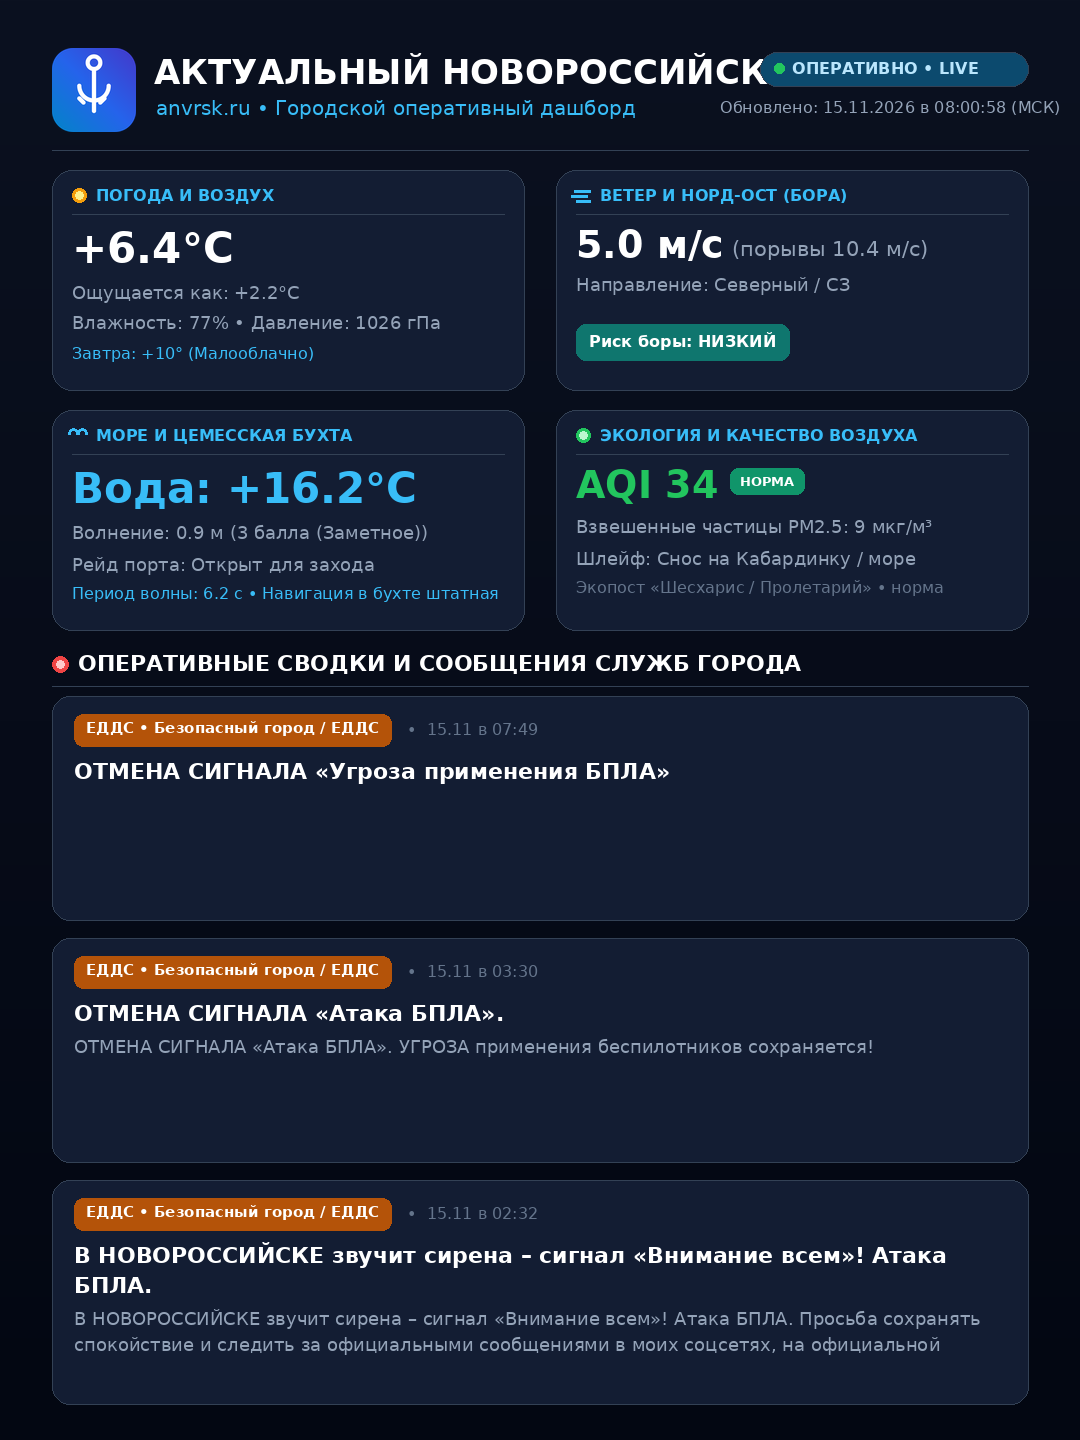 АКТУАЛЬНЫЙ НОВОРОССИЙСК
ОПЕРАТИВНО • LIVE
anvrsk.ru • Городской оперативный дашборд
Обновлено: 15.11.2026 в 08:00:58 (МСК)
ПОГОДА И ВОЗДУХ
+6.4°C
Ощущается как: +2.2°C
Влажность: 77% • Давление: 1026 гПа
Завтра: +10° (Малооблачно)
ВЕТЕР И НОРД-ОСТ (БОРА)
5.0 м/с (порывы 10.4 м/с)
Направление: Северный / СЗ
Риск боры: НИЗКИЙ
МОРЕ И ЦЕМЕССКАЯ БУХТА
Вода: +16.2°C
Волнение: 0.9 м (3 балла (Заметное))
Рейд порта: Открыт для захода
Период волны: 6.2 с • Навигация в бухте штатная
ЭКОЛОГИЯ И КАЧЕСТВО ВОЗДУХА
AQI 34 НОРМА
Взвешенные частицы PM2.5: 9 мкг/м³
Шлейф: Снос на Кабардинку / море
Экопост «Шесхарис / Пролетарий» • норма
ОПЕРАТИВНЫЕ СВОДКИ И СООБЩЕНИЯ СЛУЖБ ГОРОДА
ЕДДС • Безопасный город / ЕДДС • 15.11 в 07:49
ОТМЕНА СИГНАЛА «Угроза применения БПЛА»
ЕДДС • Безопасный город / ЕДДС • 15.11 в 03:30
ОТМЕНА СИГНАЛА «Атака БПЛА».
ОТМЕНА СИГНАЛА «Атака БПЛА». УГРОЗА применения беспилотников сохраняется!
ЕДДС • Безопасный город / ЕДДС • 15.11 в 02:32
В НОВОРОССИЙСКЕ звучит сирена – сигнал «Внимание всем»! Атака
БПЛА.
В НОВОРОССИЙСКЕ звучит сирена – сигнал «Внимание всем»! Атака БПЛА. Просьба сохранять
спокойствие и следить за официальными сообщениями в моих соцсетях, на официальной